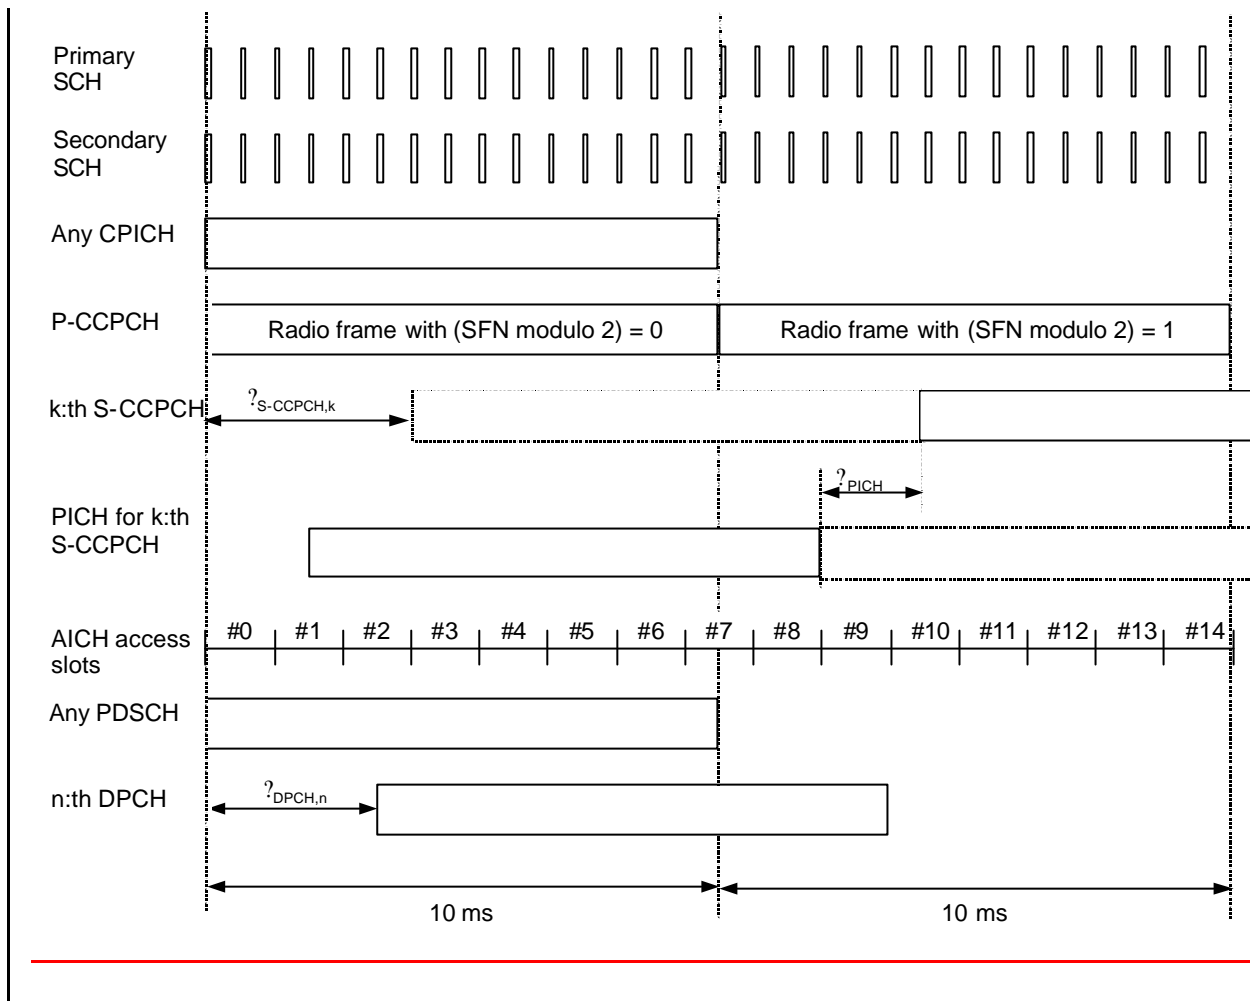 Primary
SCH
Secondary
SCH
Any CPICH
P-CCPCH
Radio frame with (SFN modulo 2) = 0
Radio frame with (SFN modulo 2) = 1
k:th S-CCPCH
?S-CCPCH,k
?PICH
PICH for k:th
S-CCPCH
AICH access
slots
#0 #1 #2 #3 #4 #5 #6 #7 #8 #9 #10 #11 #12 #13 #14
Any PDSCH
n:th DPCH
?DPCH,n
10 ms
10 ms